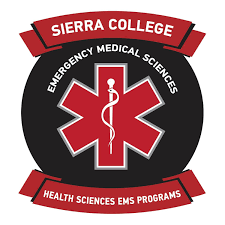 SIERRA COLLEGE
EMERGENCY MEDICAL SCIENCES
HEALTH SCIENCES EMS PROGRAMS